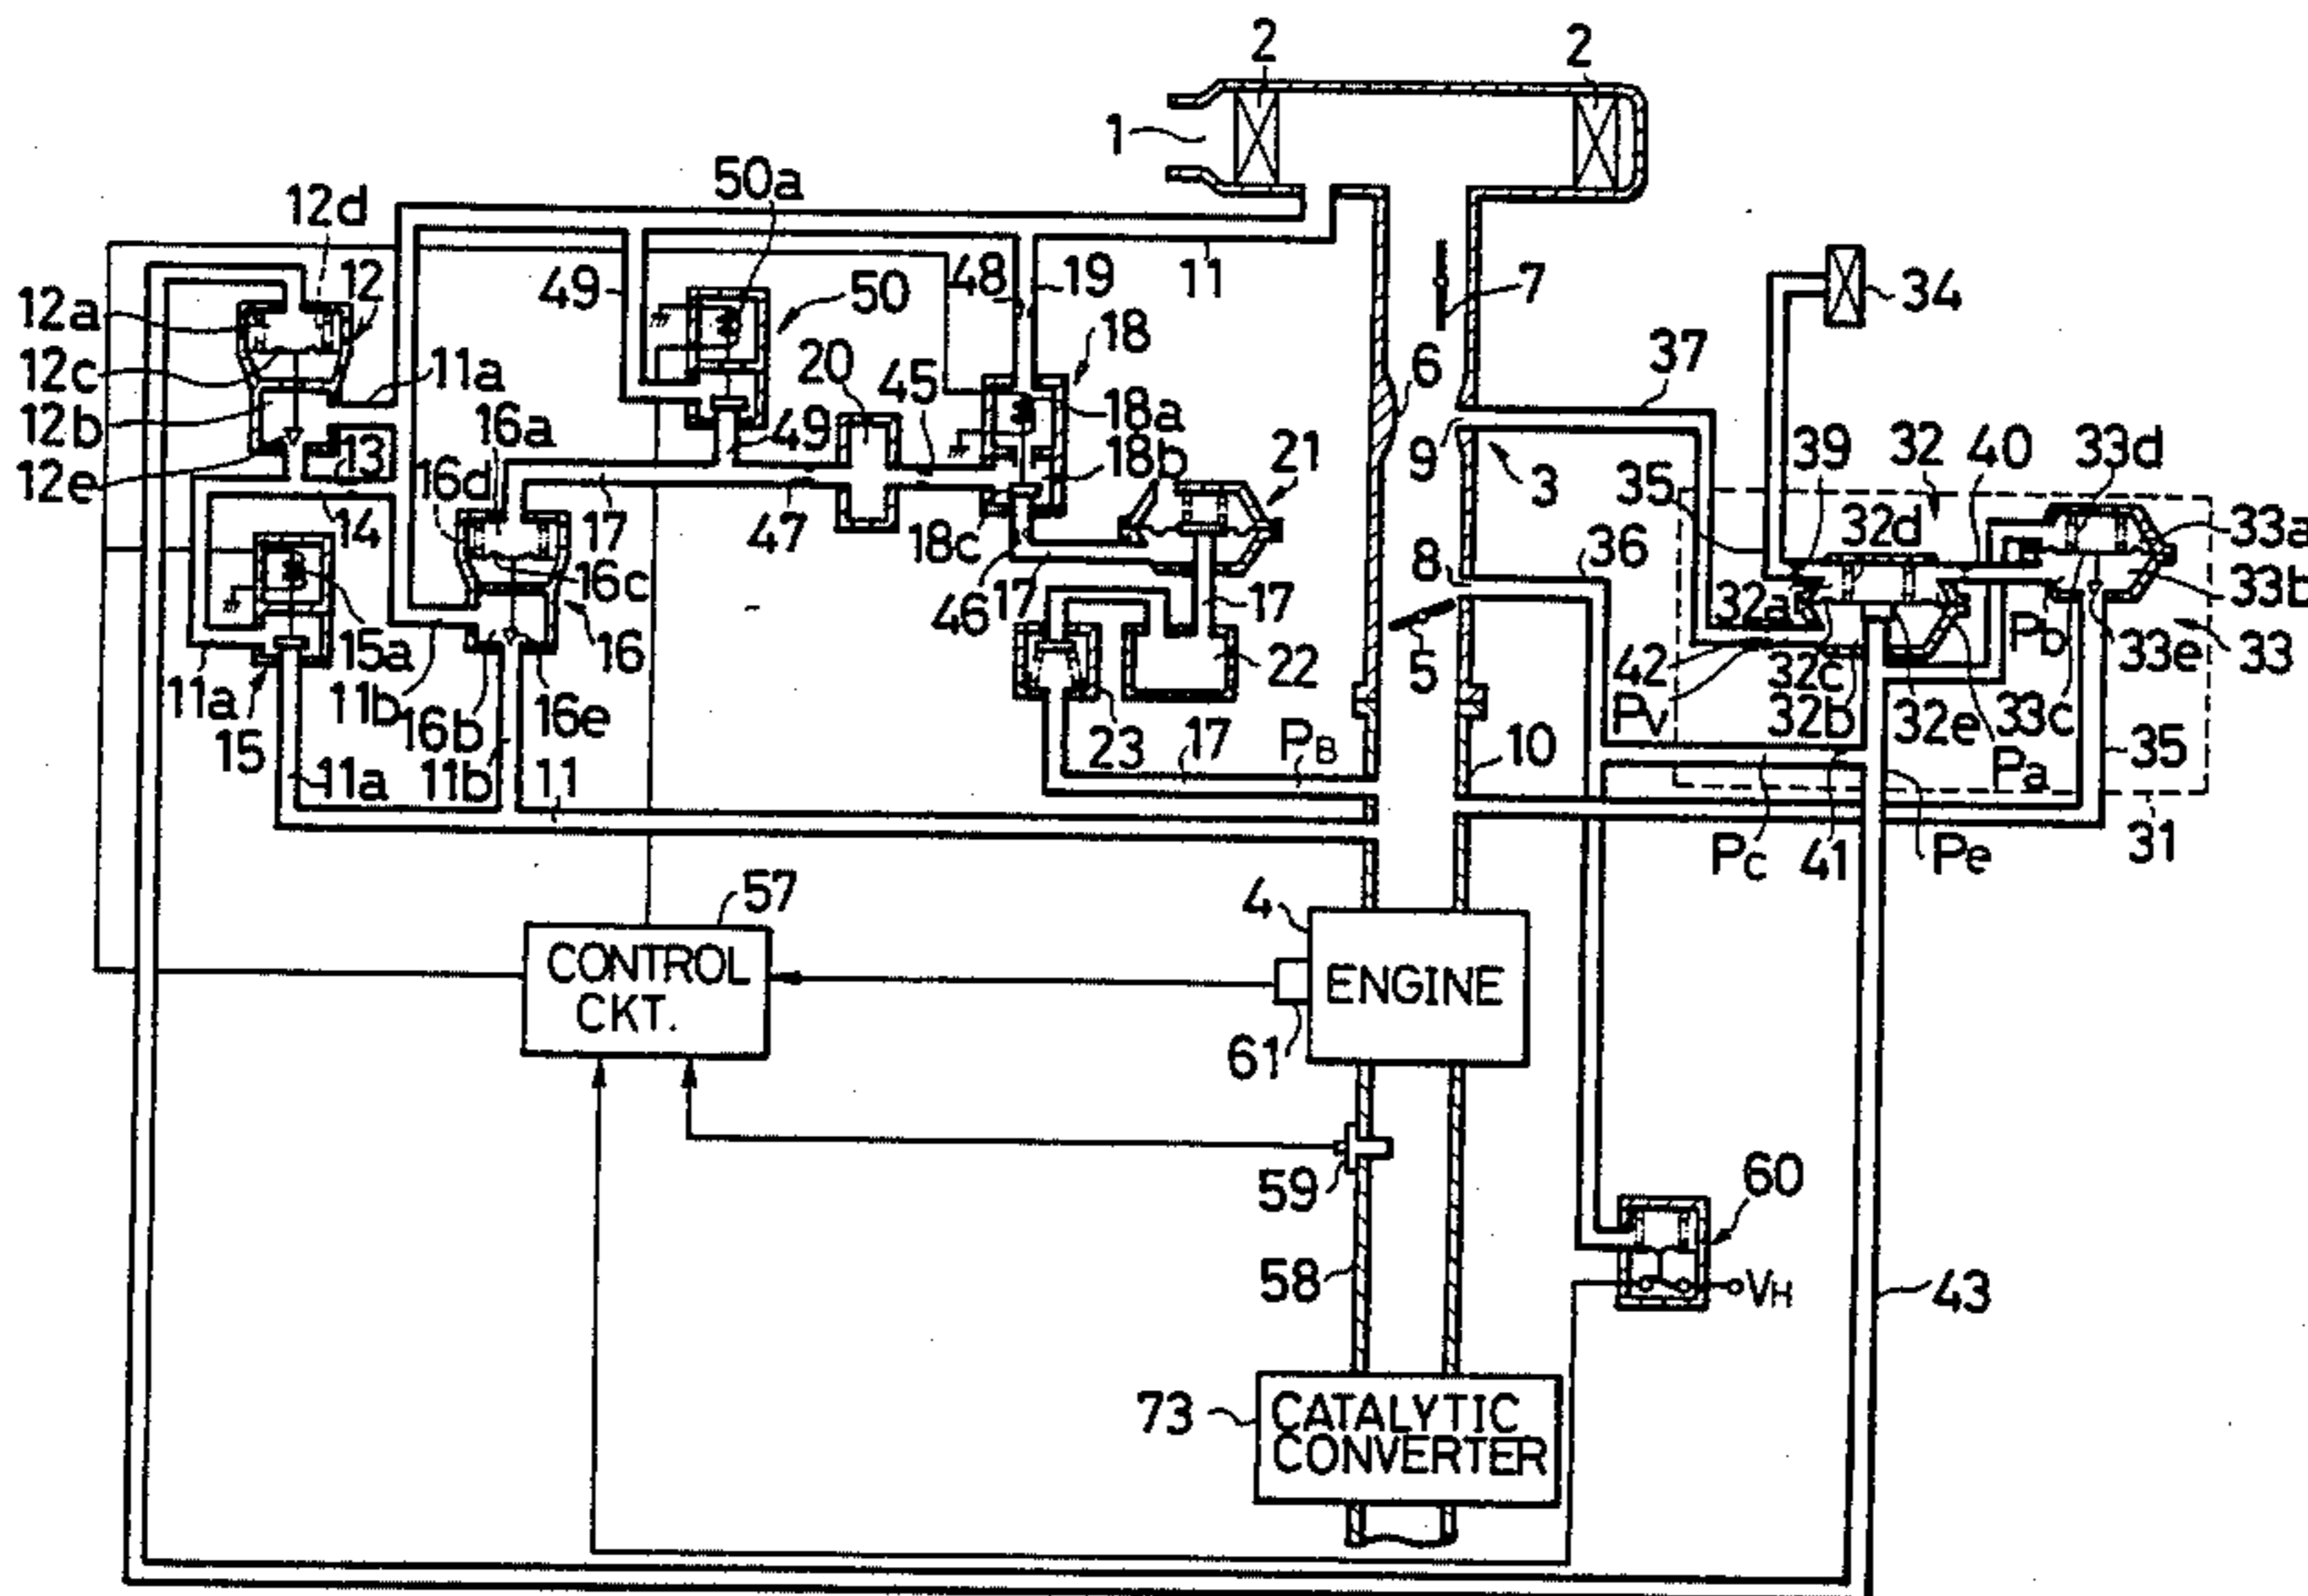 2 2
1
50a
12d
12 49 48 19 11 7 34
12a 50 18 37
12c 11a 20 45 6
12b 16a 18a 39 32 40 33d
12e 13 16d 49 18b 21 9 3 35 32d 33a
14 17 47 18c 8 36 32a 33b
16c 46 17 17 Pb 33e 33
15a 16 22 5 42 32c
11a 11b 16b 16e Pv 32b 32e 33c
15 23 17 PB 10 Pa 35
11a 11b 11 Pc 41 Pe 31
57 4
CONTROL
CKT.
ENGINE
61
59 60
58 VH 43
73 CATALYTIC
CONVERTER